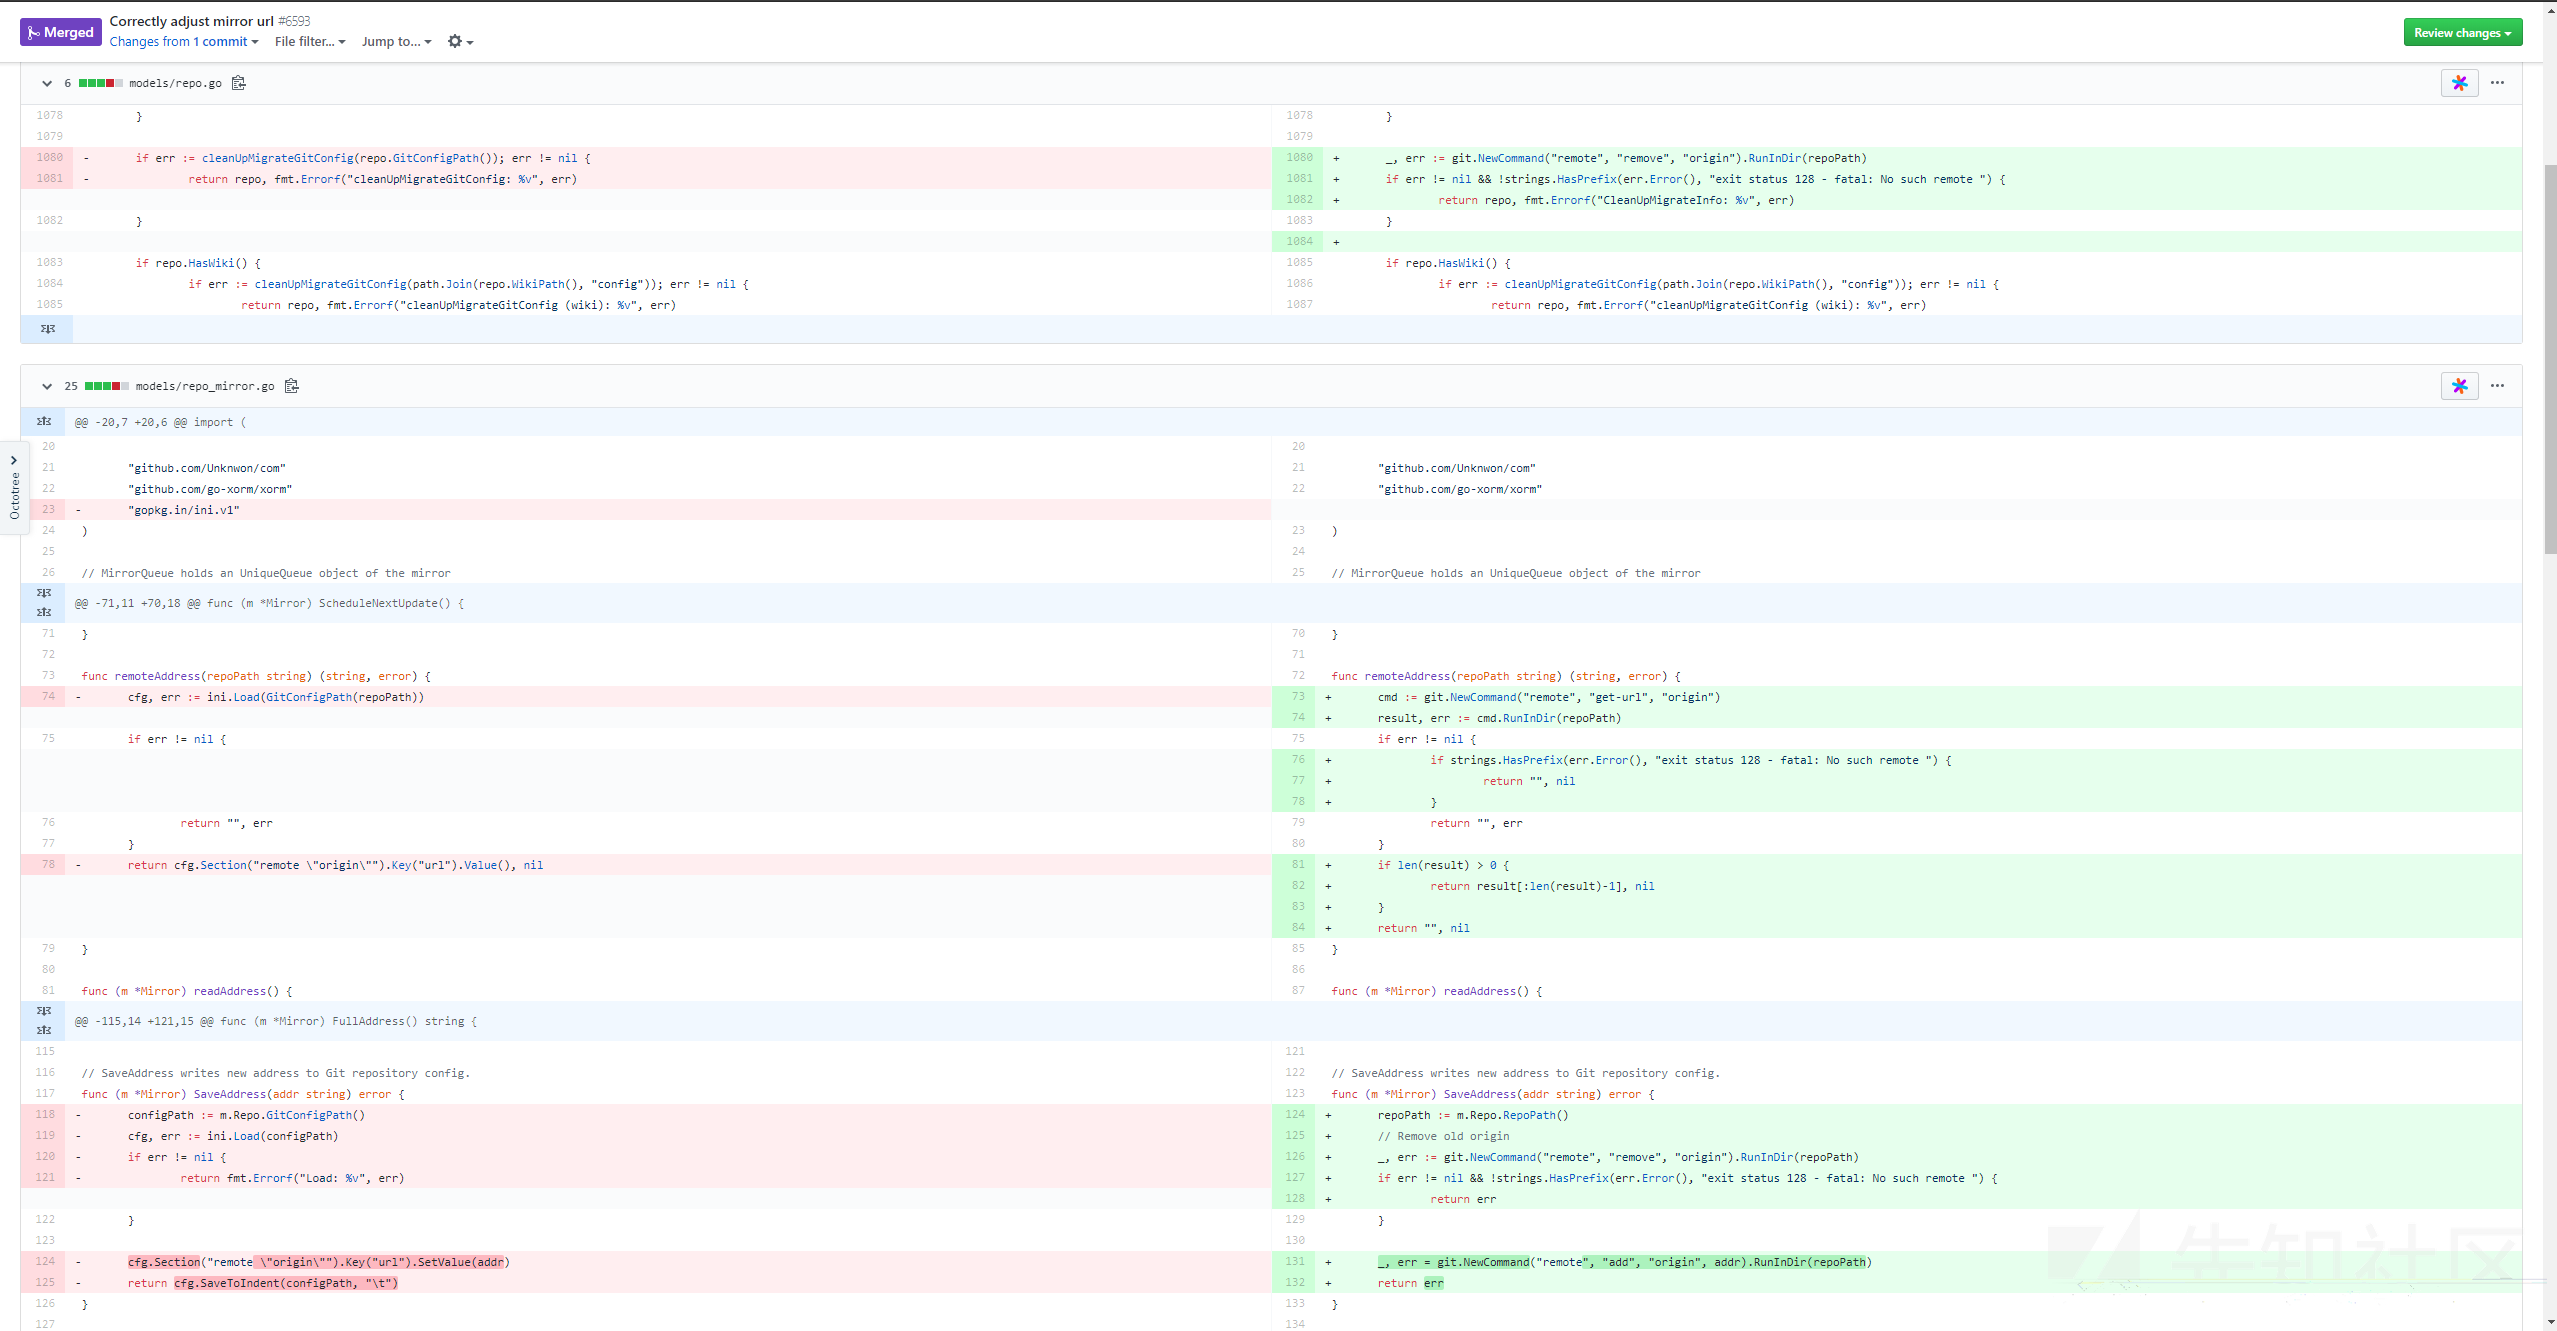 Merged
Correctly adjust mirror url #6593
Changes from 1 commit
File filter...
Jump to...
Review changes
6 models/repo.go
1078 }
1079
1080 - if err := cleanUpMigrateGitConfig(repo.GitConfigPath()); err != nil {
1081 - return repo, fmt.Errorf("cleanUpMigrateGitConfig: %v", err)
1082 }
1083 if repo.HasWiki() {
1084 if err := cleanUpMigrateGitConfig(path.Join(repo.WikiPath(), "config")); err != nil {
1085 return repo, fmt.Errorf("cleanUpMigrateGitConfig (wiki): %v", err)
1078 }
1079
1080 + _, err := git.NewCommand("remote", "remove", "origin").RunInDir(repoPath)
1081 + if err != nil && !strings.HasPrefix(err.Error(), "exit status 128 - fatal: No such remote ") {
1082 + return repo, fmt.Errorf("CleanUpMigrateInfo: %v", err)
1083 }
1084 +
1085 if repo.HasWiki() {
1086 if err := cleanUpMigrateGitConfig(path.Join(repo.WikiPath(), "config")); err != nil {
1087 return repo, fmt.Errorf("cleanUpMigrateGitConfig (wiki): %v", err)
25 models/repo_mirror.go
@@ -20,7 +20,6 @@ import (
20
21 "github.com/Unknwon/com"
22 "github.com/go-xorm/xorm"
23 - "gopkg.in/ini.v1"
24 )
25
26 // MirrorQueue holds an UniqueQueue object of the mirror
20
21 "github.com/Unknwon/com"
22 "github.com/go-xorm/xorm"
23 )
24
25 // MirrorQueue holds an UniqueQueue object of the mirror
Octotree
@@ -71,11 +70,18 @@ func (m *Mirror) ScheduleNextUpdate() {
71 }
72
73 func remoteAddress(repoPath string) (string, error) {
74 - cfg, err := ini.Load(GitConfigPath(repoPath))
75 if err != nil {
76 return "", err
77 }
78 - return cfg.Section("remote \"origin\"").Key("url").Value(), nil
79 }
80
81 func (m *Mirror) readAddress() {
70 }
71
72 func remoteAddress(repoPath string) (string, error) {
73 + cmd := git.NewCommand("remote", "get-url", "origin")
74 + result, err := cmd.RunInDir(repoPath)
75 if err != nil {
76 + if strings.HasPrefix(err.Error(), "exit status 128 - fatal: No such remote ") {
77 + return "", nil
78 + }
79 return "", err
80 }
81 + if len(result) > 0 {
82 + return result[:len(result)-1], nil
83 + }
84 + return "", nil
85 }
86
87 func (m *Mirror) readAddress() {
@@ -115,14 +121,15 @@ func (m *Mirror) FullAddress() string {
115
116 // SaveAddress writes new address to Git repository config.
117 func (m *Mirror) SaveAddress(addr string) error {
118 - configPath := m.Repo.GitConfigPath()
119 - cfg, err := ini.Load(configPath)
120 - if err != nil {
121 - return fmt.Errorf("Load: %v", err)
122 }
123
124 - cfg.Section("remote \"origin\"").Key("url").SetValue(addr)
125 - return cfg.SaveToIndent(configPath, "\t")
126 }
127
121
122 // SaveAddress writes new address to Git repository config.
123 func (m *Mirror) SaveAddress(addr string) error {
124 + repoPath := m.Repo.RepoPath()
125 + // Remove old origin
126 + _, err := git.NewCommand("remote", "remove", "origin").RunInDir(repoPath)
127 + if err != nil && !strings.HasPrefix(err.Error(), "exit status 128 - fatal: No such remote ") {
128 + return err
129 }
130
131 + _, err = git.NewCommand("remote", "add", "origin", addr).RunInDir(repoPath)
132 + return err
133 }
134
先知社区